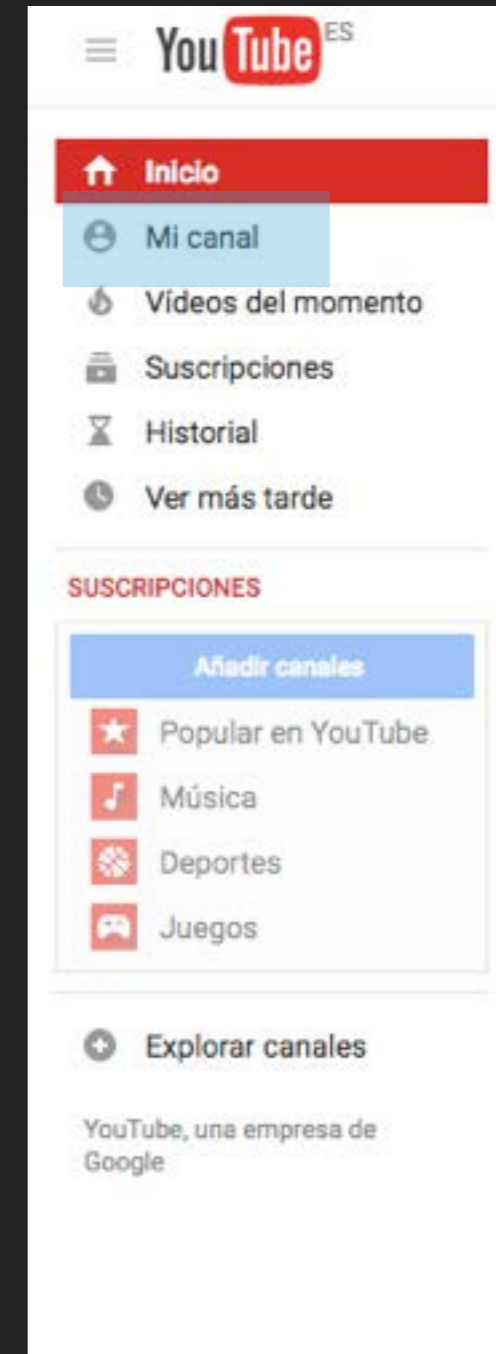 YouTube ES
Inicio
Mi canal
Vídeos del momento
Suscripciones
Historial
Ver más tarde
SUSCRIPCIONES
Añadir canales
Popular en YouTube
Música
Deportes
Juegos
Explorar canales
YouTube, una empresa de
Google